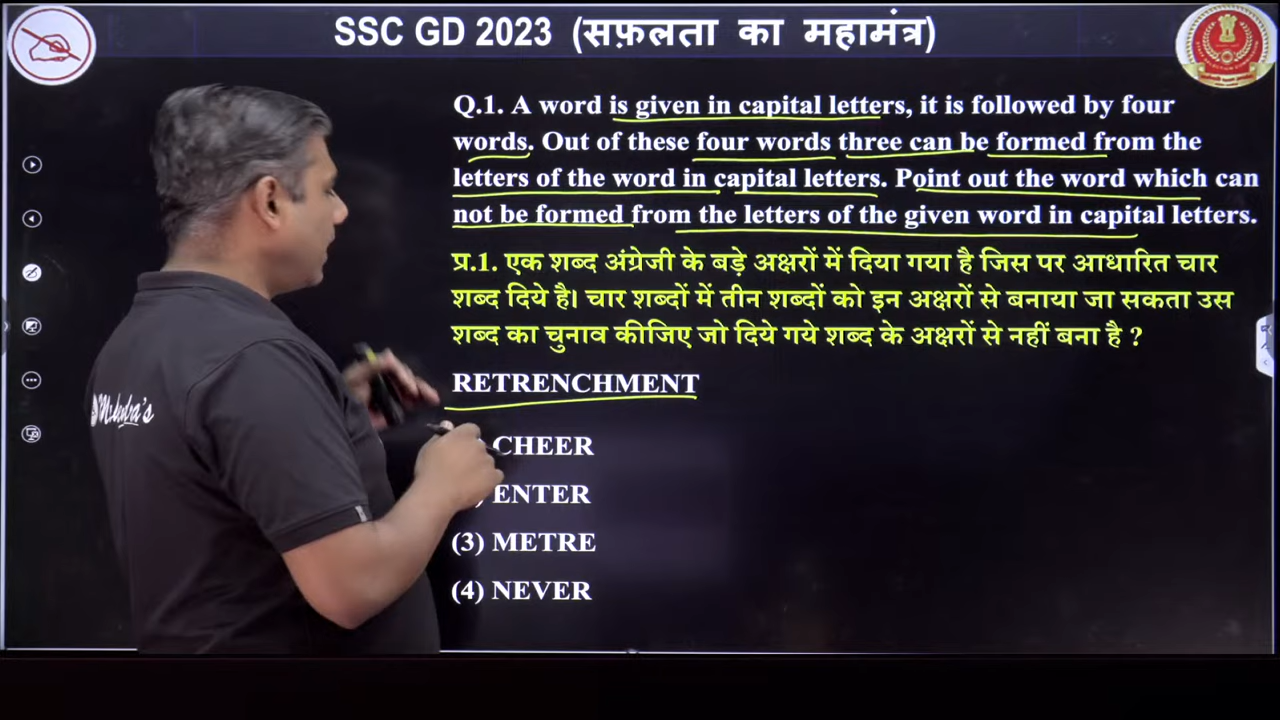 SSC GD 2023 (सफ़लता का महामंत्र)
Q.1. A word is given in capital letters, it is followed by four
words. Out of these four words three can be formed from the
letters of the word in capital letters. Point out the word which can
not be formed from the letters of the given word in capital letters.
प्र.1. एक शब्द अंग्रेजी के बड़े अक्षरों में दिया गया है जिस पर आधारित चार
शब्द दिये है। चार शब्दों में तीन शब्दों को इन अक्षरों से बनाया जा सकता उस
शब्द का चुनाव कीजिए जो दिये गये शब्द के अक्षरों से नहीं बना है ?
RETRENCHMENT
CHEER
) ENTER
(3) METRE
(4) NEVER